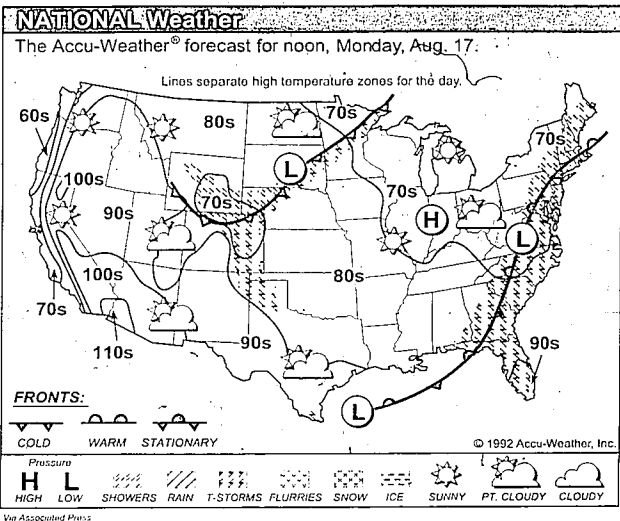 NATIONAL Weather
The Accu-Weather® forecast for noon, Monday, Aug. 17.
Lines separate high temperature zones for the day.
60s
80s
70s
70s
100s
L
70s
70s
90s
H
L
100s
80s
70s
110s
90s
90s
L
FRONTS:
COLD WARM STATIONARY
© 1992 Accu-Weather, Inc.
Pressure
H L
HIGH LOW SHOWERS RAIN T-STORMS FLURRIES SNOW ICE SUNNY PT. CLOUDY CLOUDY
Via Associated Press